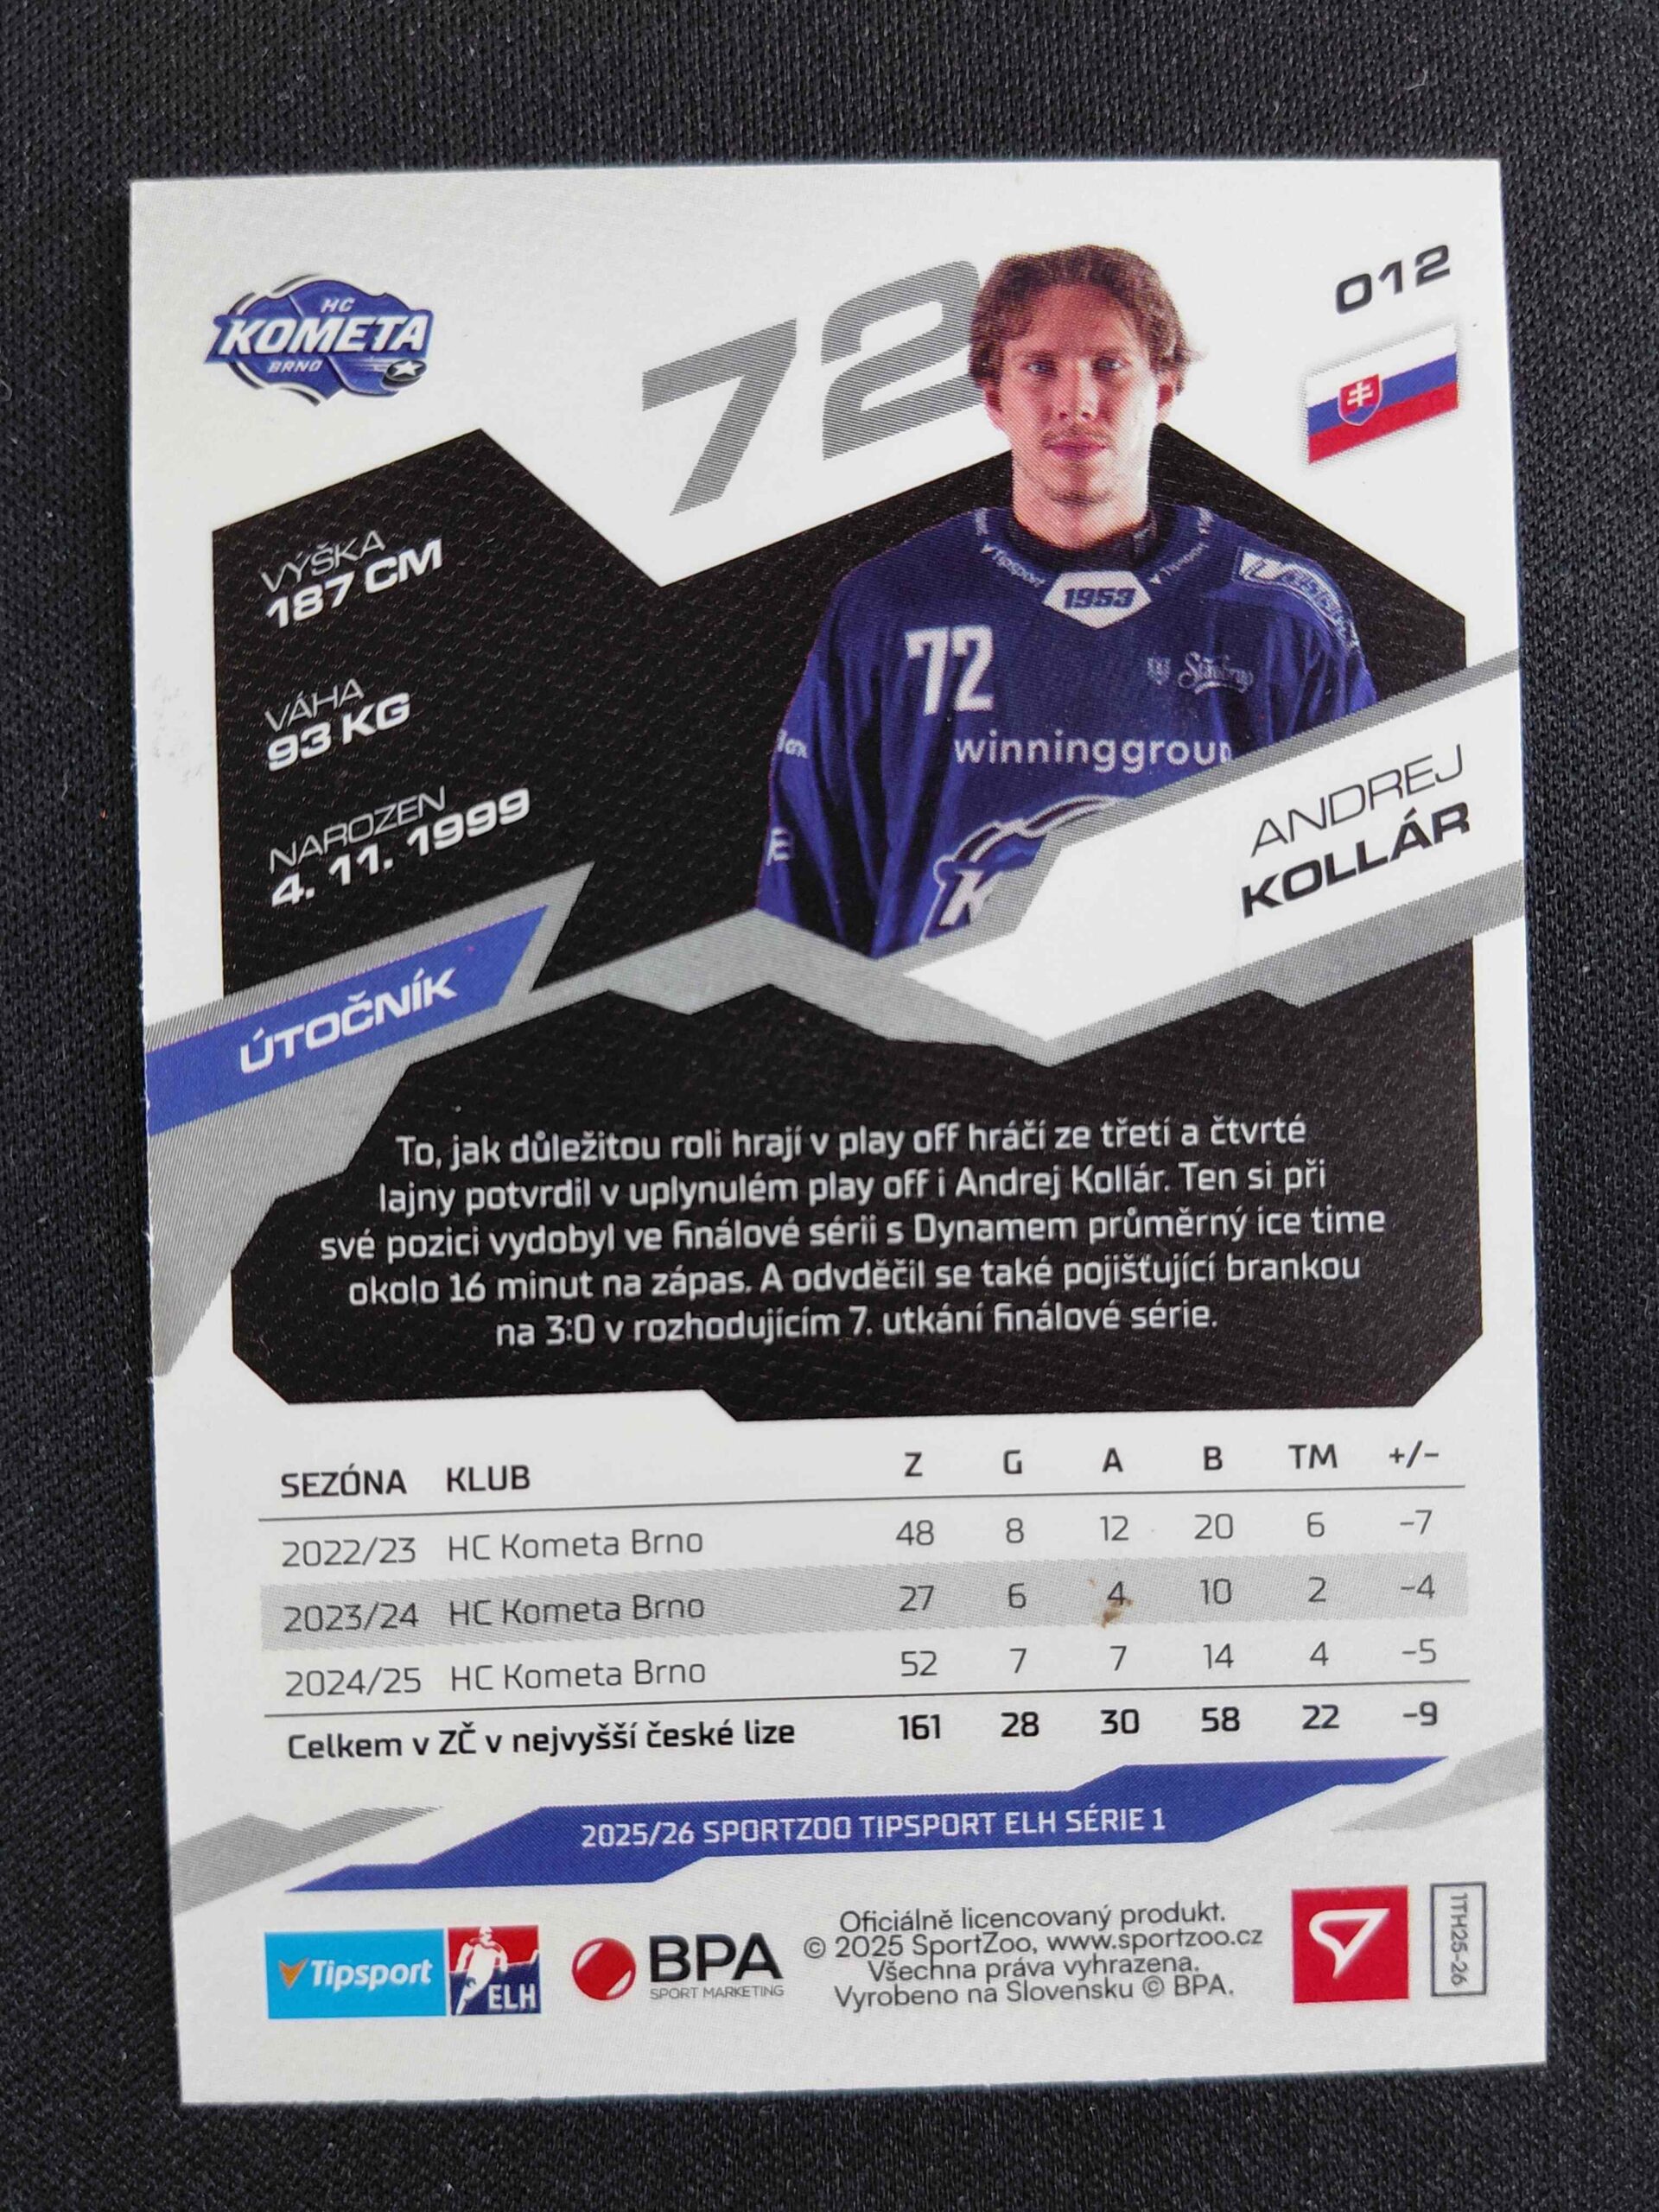 HC
KOMETA
BRNO
72
012
VÝŠKA
187 CM
VÁHA
93 KG
NAROZEN
4. 11. 1999
Tipsport
Tipsport
1953
72
winninggroup
ANDREJ
KOLLÁR
ÚTOČNÍK
To, jak důležitou roli hrají v play off hráčí ze třetí a čtvrté
lajny potvrdil v uplynulém play off i Andrej Kollár. Ten si při
své pozici vydobyl ve finálové sérii s Dynamem průměrný ice time
okolo 16 minut na zápas. A odvděčil se také pojišťující brankou
na 3:0 v rozhodujícím 7. utkání finálové série.
SEZÓNA KLUB Z G A B TM +/-
2022/23 HC Kometa Brno 48 8 12 20 6 -7
2023/24 HC Kometa Brno 27 6 4 10 2 -4
2024/25 HC Kometa Brno 52 7 7 14 4 -5
Celkem v ZČ v nejvyšší české lize 161 28 30 58 22 -9
2025/26 SPORTZOO TIPSPORT ELH SÉRIE 1
Tipsport
ELH
BPA
SPORT MARKETING
Oficiálně licencovaný produkt.
© 2025 SportZoo, www.sportzoo.cz
Všechna práva vyhrazena.
Vyrobeno na Slovensku © BPA.
1TH25-26